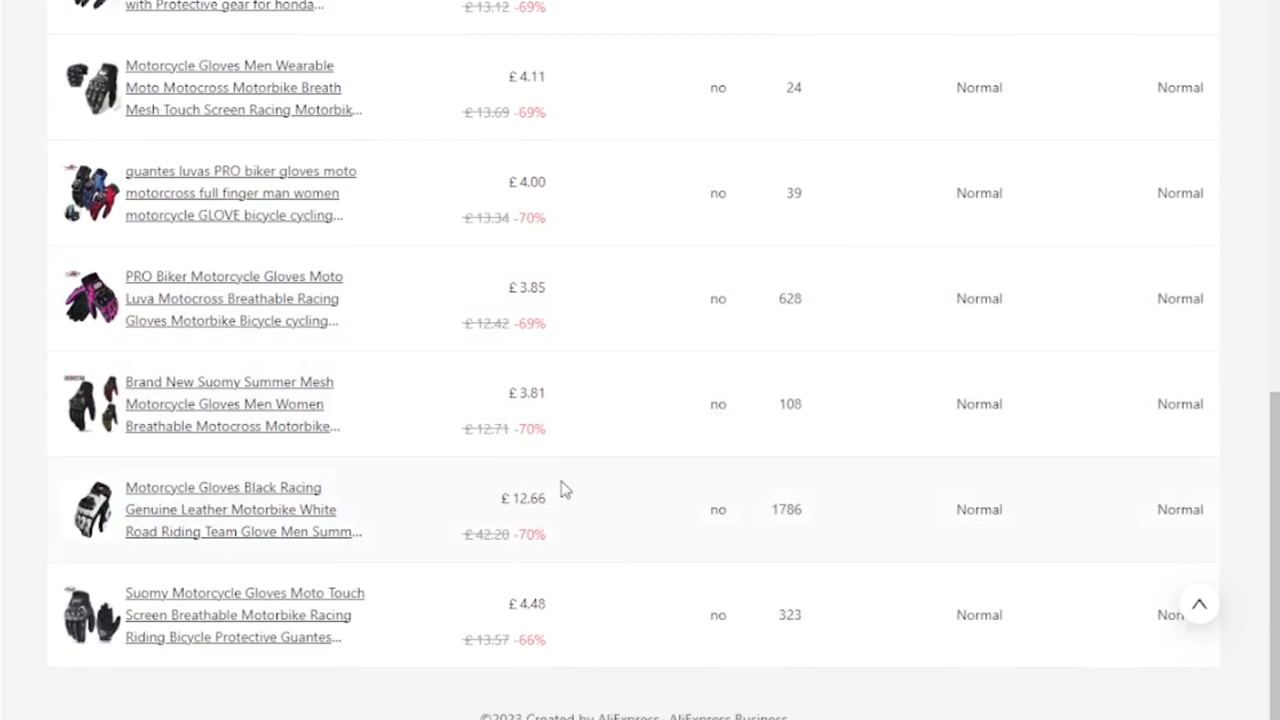 with Protective gear for honda...
£ 13.12 -69%
Motorcycle Gloves Men Wearable
Moto Motocross Motorbike Breath
Mesh Touch Screen Racing Motorbik...
£ 4.11
£ 13.69 -69%
no
24
Normal
Normal
guantes luvas PRO biker gloves moto
motorcross full finger man women
motorcycle GLOVE bicycle cycling...
£ 4.00
£ 13.34 -70%
no
39
Normal
Normal
PRO Biker Motorcycle Gloves Moto
Luva Motocross Breathable Racing
Gloves Motorbike Bicycle cycling...
£ 3.85
£ 12.42 -69%
no
628
Normal
Normal
Brand New Suomy Summer Mesh
Motorcycle Gloves Men Women
Breathable Motocross Motorbike...
£ 3.81
£ 12.71 -70%
no
108
Normal
Normal
Motorcycle Gloves Black Racing
Genuine Leather Motorbike White
Road Riding Team Glove Men Summ...
£ 12.66
£ 42.20 -70%
no
1786
Normal
Normal
Suomy Motorcycle Gloves Moto Touch
Screen Breathable Motorbike Racing
Riding Bicycle Protective Guantes...
£ 4.48
£ 13.57 -66%
no
323
Normal
©2023 Created by AliExpress- AliExpress Business